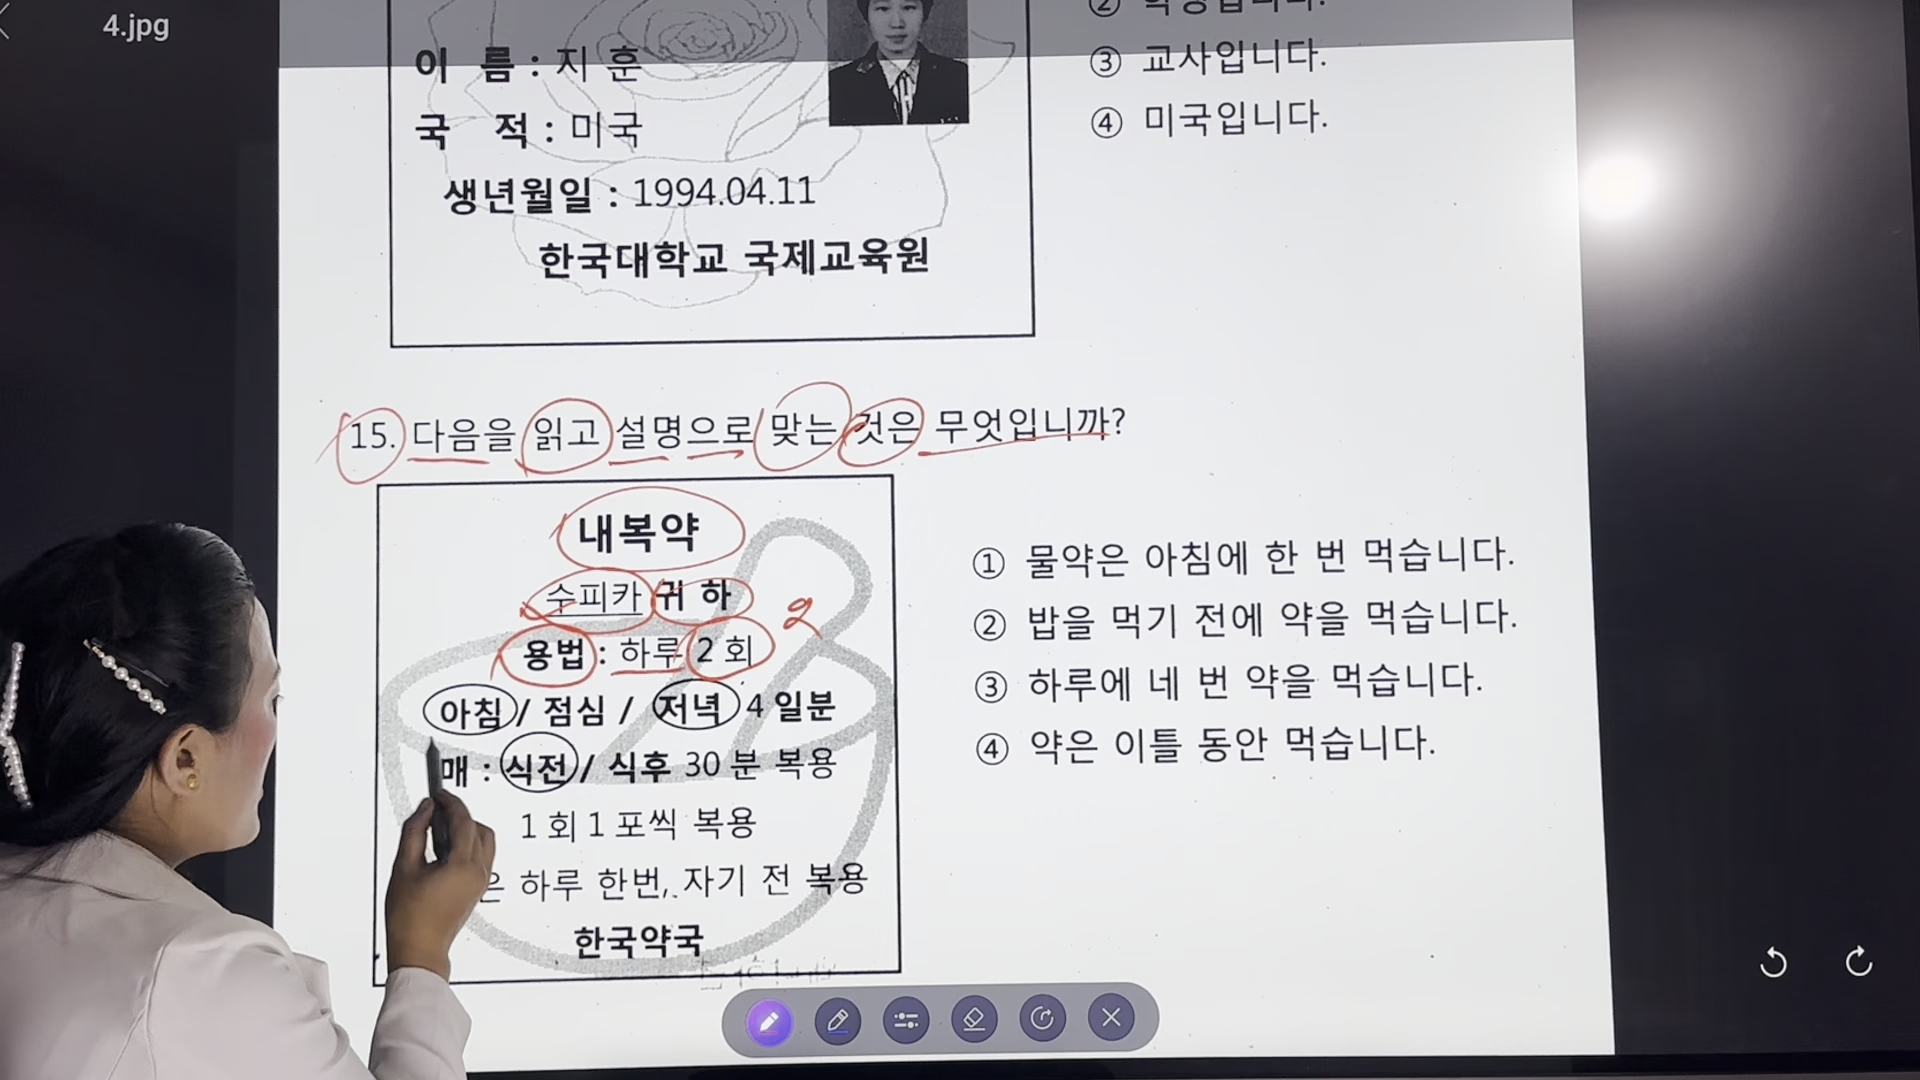 4.jpg
이 름 : 지 훈
국 적 : 미국
생년월일 : 1994.04.11
한국대학교 국제교육원
③ 교사입니다.
④ 미국입니다.
15. 다음을 읽고 설명으로 맞는 것은 무엇입니까?
내복약
수피카 귀 하
용법 : 하루 2 회
2
아침 / 점심 / 저녁 4 일분
매 : 식전 / 식후 30 분 복용
1 회 1 포씩 복용
은 하루 한번, 자기 전 복용
한국약국
① 물약은 아침에 한 번 먹습니다.
② 밥을 먹기 전에 약을 먹습니다.
③ 하루에 네 번 약을 먹습니다.
④ 약은 이틀 동안 먹습니다.